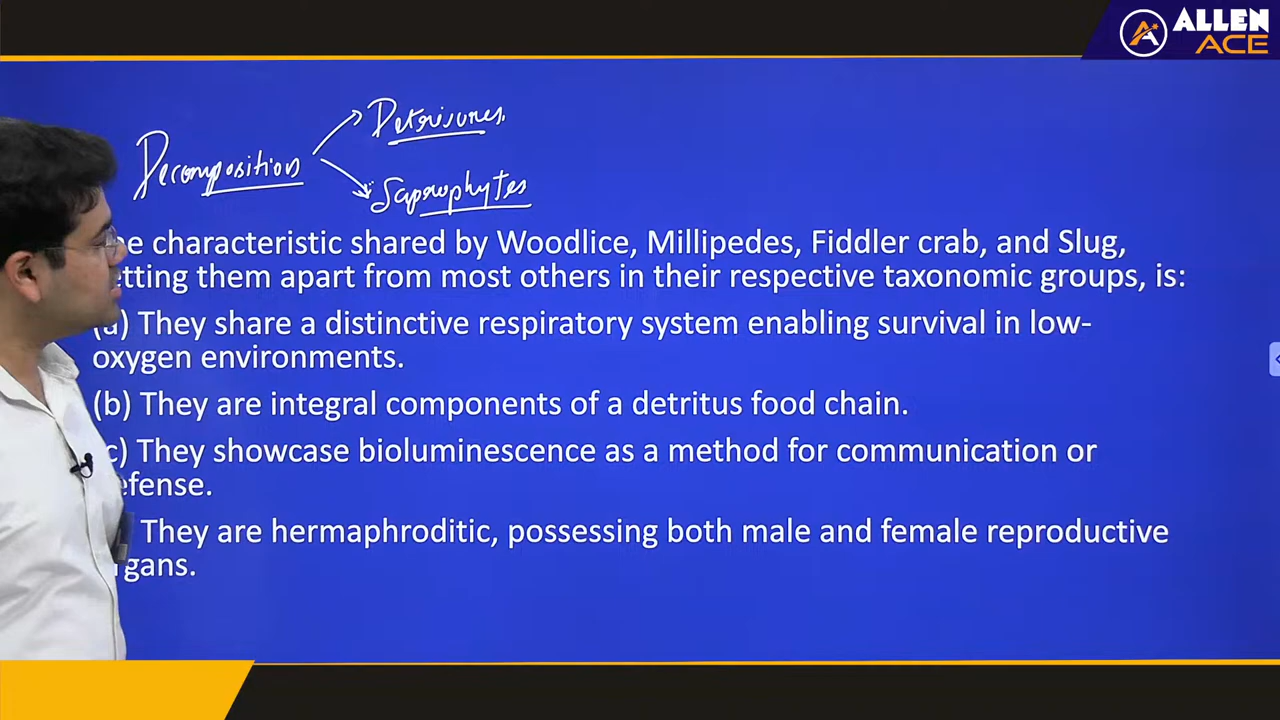 ALLEN
ACE
Decomposition
Saprophytes
characteristic shared by Woodlice, Millipedes, Fiddler crab, and Slug,
them apart from most others in their respective taxonomic groups, is:
(a) They share a distinctive respiratory system enabling survival in low-
oxygen environments.
(b) They are integral components of a detritus food chain.
c) They showcase bioluminescence as a method for communication or
efense.
They are hermaphroditic, possessing both male and female reproductive
rgans.